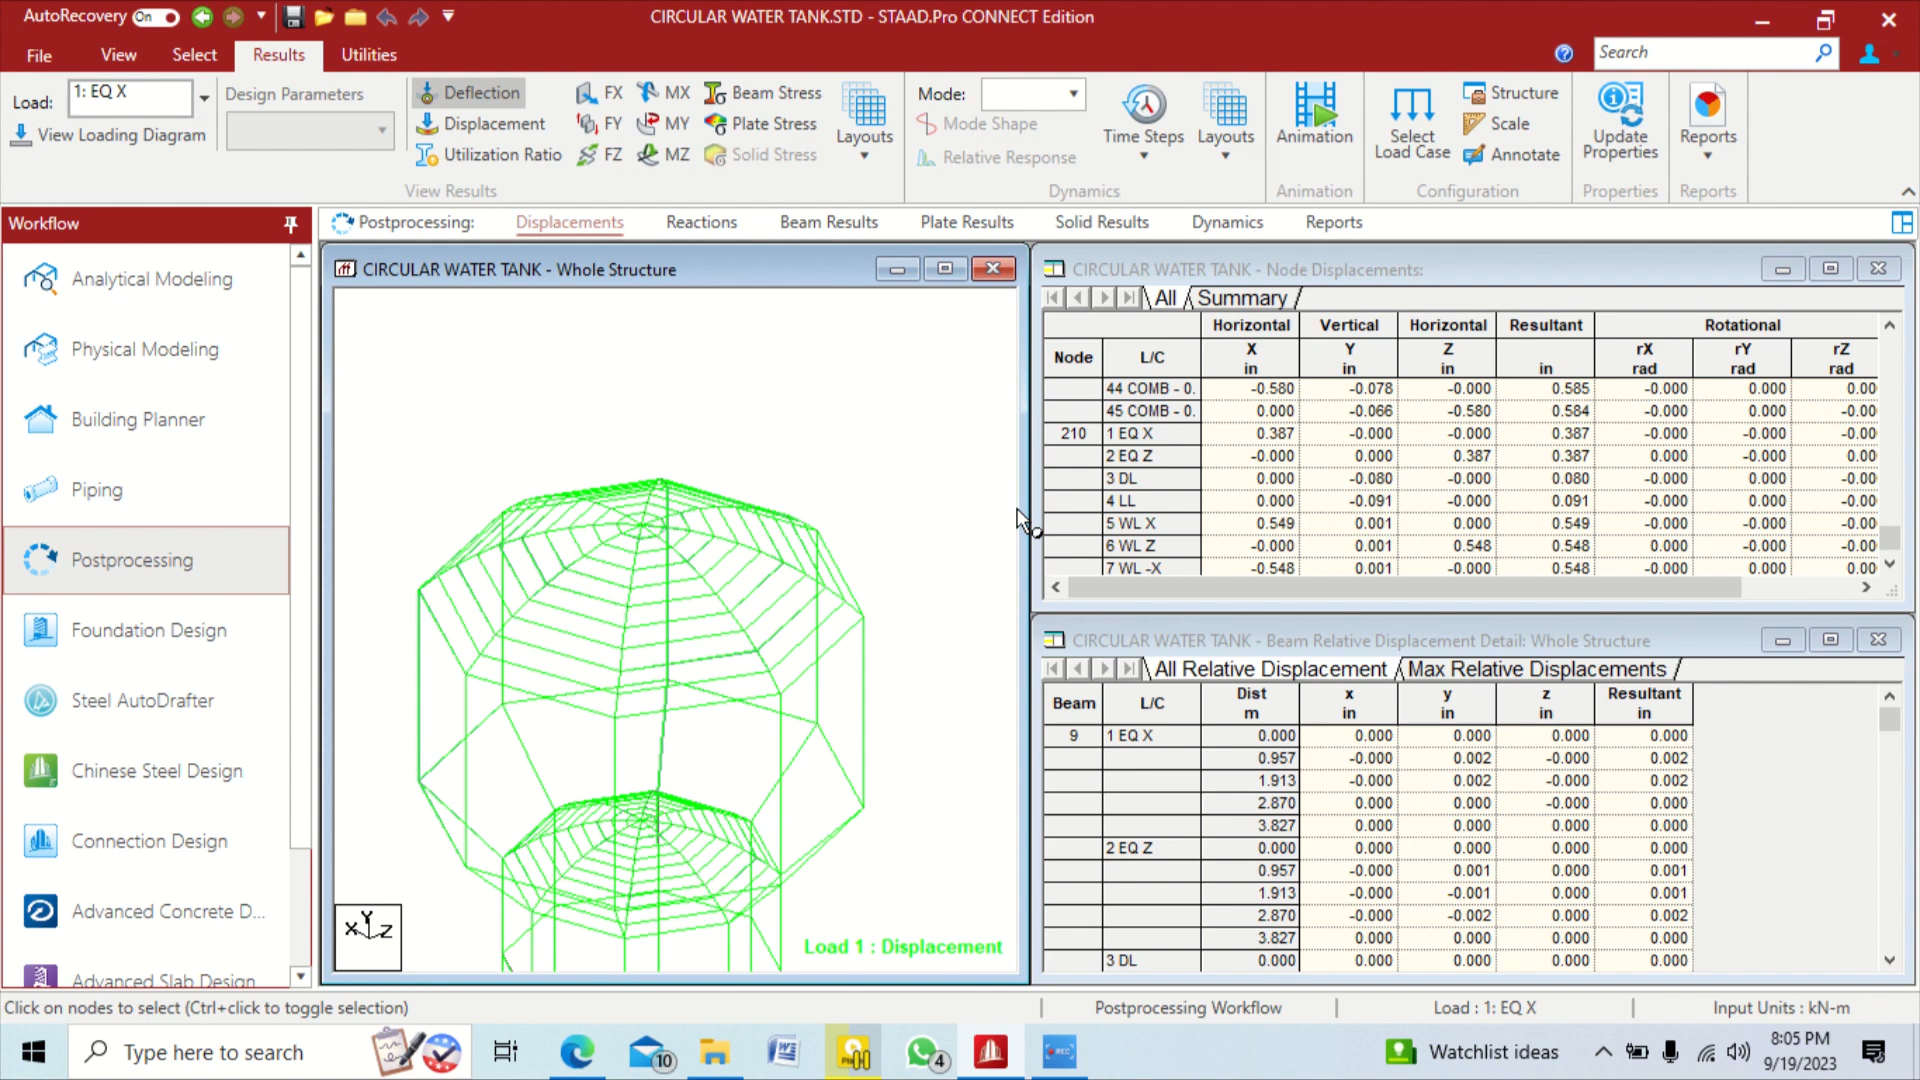 AutoRecovery On
CIRCULAR WATER TANK.STD - STAAD.Pro CONNECT Edition
File View Select Results Utilities
Search
Load: 1: EQ X
View Loading Diagram
Design Parameters
Deflection
Displacement
Utilization Ratio
FX MX Beam Stress
FY MY Plate Stress
FZ MZ Solid Stress
Layouts
View Results
Mode:
Mode Shape
Relative Response
Time Steps
Layouts
Dynamics
Animation
Animation
Select Load Case
Structure
Scale
Annotate
Configuration
Update Properties
Properties
Reports
Reports
Workflow
Analytical Modeling
Physical Modeling
Building Planner
Piping
Postprocessing
Foundation Design
Steel AutoDrafter
Chinese Steel Design
Connection Design
Advanced Concrete D...
Advanced Slab Design
Postprocessing: Displacements Reactions Beam Results Plate Results Solid Results Dynamics Reports
CIRCULAR WATER TANK - Whole Structure
X Y Z
Load 1 : Displacement
CIRCULAR WATER TANK - Node Displacements:
All Summary
Horizontal Vertical Horizontal Resultant Rotational
Node L/C X in Y in Z in in rX rad rY rad rZ rad
44 COMB - 0. -0.580 -0.078 -0.000 0.585 -0.000 0.000 0.00
45 COMB - 0. 0.000 -0.066 -0.580 0.584 -0.000 0.000 -0.00
210 1 EQ X 0.387 -0.000 -0.000 0.387 -0.000 -0.000 -0.00
2 EQ Z -0.000 0.000 0.387 0.387 0.000 -0.000 -0.00
3 DL 0.000 -0.080 0.000 0.080 -0.000 0.000 -0.00
4 LL 0.000 -0.091 0.000 0.091 -0.000 0.000 -0.00
5 WL X 0.549 0.001 0.000 0.549 -0.000 -0.000 -0.00
6 WL Z -0.000 0.001 0.548 0.548 0.000 -0.000 -0.00
7 WL -X -0.548 0.001 -0.000 0.548 -0.000 0.000 0.00
CIRCULAR WATER TANK - Beam Relative Displacement Detail: Whole Structure
All Relative Displacement Max Relative Displacements
Beam L/C Dist m x in y in z in Resultant in
9 1 EQ X 0.000 0.000 0.000 0.000 0.000
0.957 -0.000 0.002 -0.000 0.002
1.913 -0.000 0.002 -0.000 0.002
2.870 0.000 0.000 -0.000 0.000
3.827 0.000 0.000 0.000 0.000
2 EQ Z 0.000 0.000 0.000 0.000 0.000
0.957 -0.000 0.001 0.000 0.001
1.913 -0.000 -0.001 0.000 0.001
2.870 -0.000 -0.002 0.000 0.002
3.827 0.000 0.000 0.000 0.000
3 DL 0.000 0.000 0.000 0.000 0.000
Click on nodes to select (Ctrl+click to toggle selection)
Postprocessing Workflow
Load : 1: EQ X
Input Units : kN-m
Type here to search
10
4
REC
Watchlist ideas
8:05 PM
9/19/2023